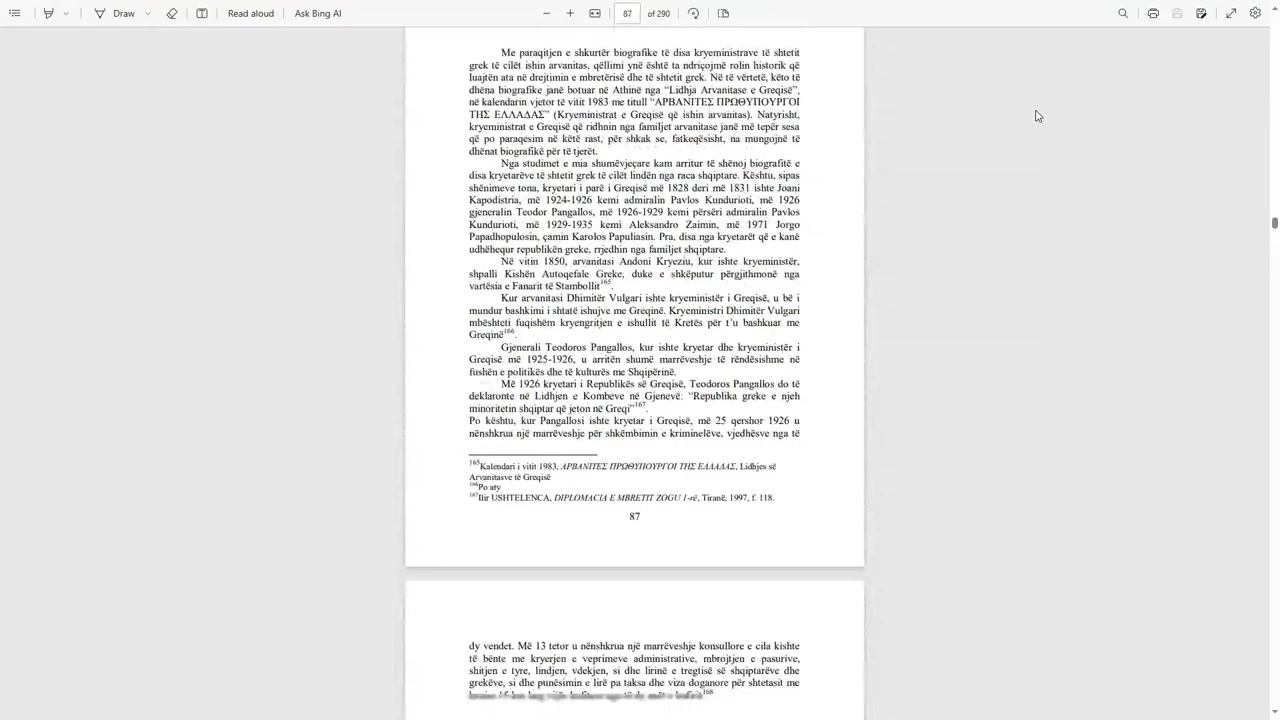 Draw
Read aloud
Ask Bing AI
87
of 290
Me paraqitjen e shkurtër biografike të disa kryeministrave të shtetit
grek të cilët ishin arvanitas, qëllimi ynë është ta ndriçojmë rolin historik që
luajtën ata në drejtimin e mbretërisë dhe të shtetit grek. Në të vërtetë, këto të
dhëna biografike janë botuar në Athinë nga “Lidhja Arvanitase e Greqisë”,
në kalendarin vjetor të vitit 1983 me titull “ΑΡΒΑΝΙΤΕΣ ΠΡΩΘΥΠΟΥΡΓΟΙ
ΤΗΣ ΕΛΛΑΔΑΣ” (Kryeministrat e Greqisë që ishin arvanitas). Natyrisht,
kryeministrat e Greqisë që ridhnin nga familjet arvanitase janë më tepër sesa
që po paraqesim në këtë rast, për shkak se, fatkeqësisht, na mungojnë të
dhënat biografikë për të tjerët.
Nga studimet e mia shumëvjeçare kam arritur të shënoj biografitë e
disa kryetarëve të shtetit grek të cilët lindën nga raca shqiptare. Kështu, sipas
shënimeve tona, kryetari i parë i Greqisë më 1828 deri më 1831 ishte Joani
Kapodistria, më 1924-1926 kemi admiralin Pavlos Kundurioti, më 1926
gjeneralin Teodor Pangallos, më 1926-1929 kemi përsëri admiralin Pavlos
Kundurioti, më 1929-1935 kemi Aleksandro Zaimin, më 1971 Jorgo
Papadhopulosin, çamin Karolos Papuliasin. Pra, disa nga kryetarët që e kanë
udhëhequr republikën greke, rrjedhin nga familjet shqiptare.
Në vitin 1850, arvanitasi Andoni Kryeziu, kur ishte kryeministër,
shpalli Kishën Autoqefale Greke, duke e shkëputur përgjithmonë nga
vartësia e Fanarit të Stambollit165.
Kur arvanitasi Dhimitër Vulgari ishte kryeministër i Greqisë, u bë i
mundur bashkimi i shtatë ishujve me Greqinë. Kryeministri Dhimitër Vulgari
mbështeti fuqishëm kryengritjen e ishullit të Kretës për t’u bashkuar me
Greqinë166.
Gjenerali Teodoros Pangallos, kur ishte kryetar dhe kryeministër i
Greqisë më 1925-1926, u arritën shumë marrëveshje të rëndësishme në
fushën e politikës dhe të kulturës me Shqipërinë.
Më 1926 kryetari i Republikës së Greqisë, Teodoros Pangallos do të
deklaronte në Lidhjen e Kombeve në Gjenevë: “Republika greke e njeh
minoritetin shqiptar që jeton në Greqi”167.
Po kështu, kur Pangallosi ishte kryetar i Greqisë, më 25 qershor 1926 u
nënshkrua një marrëveshje për shkëmbimin e kriminelëve, vjedhësve nga të
165Kalendari i vitit 1983, ΑΡΒΑΝΙΤΕΣ ΠΡΩΘΥΠΟΥΡΓΟΙ ΤΗΣ ΕΛΛΑΔΑΣ, Lidhjes së
Arvanitasve të Greqisë
166Po aty
167Ilir USHTELENCA, DIPLOMACIA E MBRETIT ZOGU 1-rë, Tiranë, 1997, f. 118.
87
dy vendet. Më 13 tetor u nënshkrua një marrëveshje konsullore e cila kishte
të bënte me kryerjen e veprimeve administrative, mbrojtjen e pasurive,
shitjen e tyre, lindjen, vdekjen, si dhe lirinë e tregtisë së shqiptarëve dhe
grekëve, si dhe punësimin e lirë pa taksa dhe viza doganore për shtetasit me
168